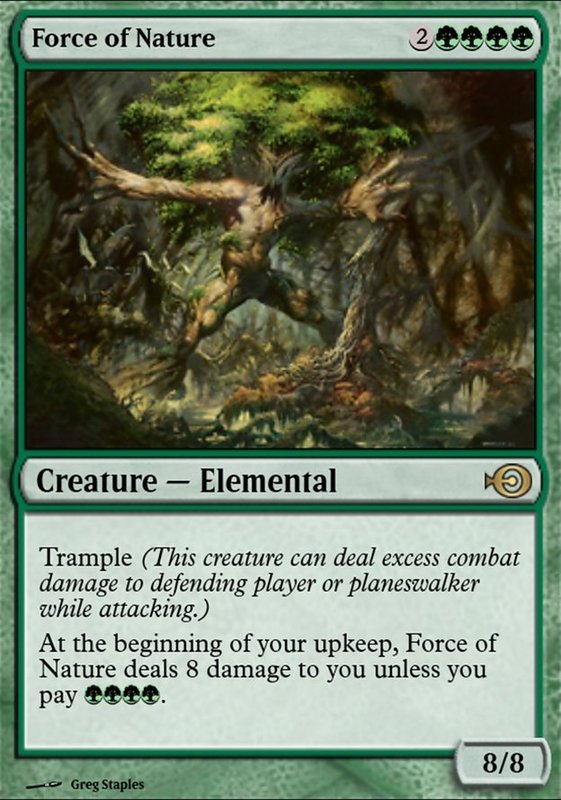 Force of Nature 2
Creature — Elemental
Trample (This creature can deal excess combat
damage to defending player or planeswalker
while attacking.)
At the beginning of your upkeep, Force of
Nature deals 8 damage to you unless you
pay .
8/8
Greg Staples